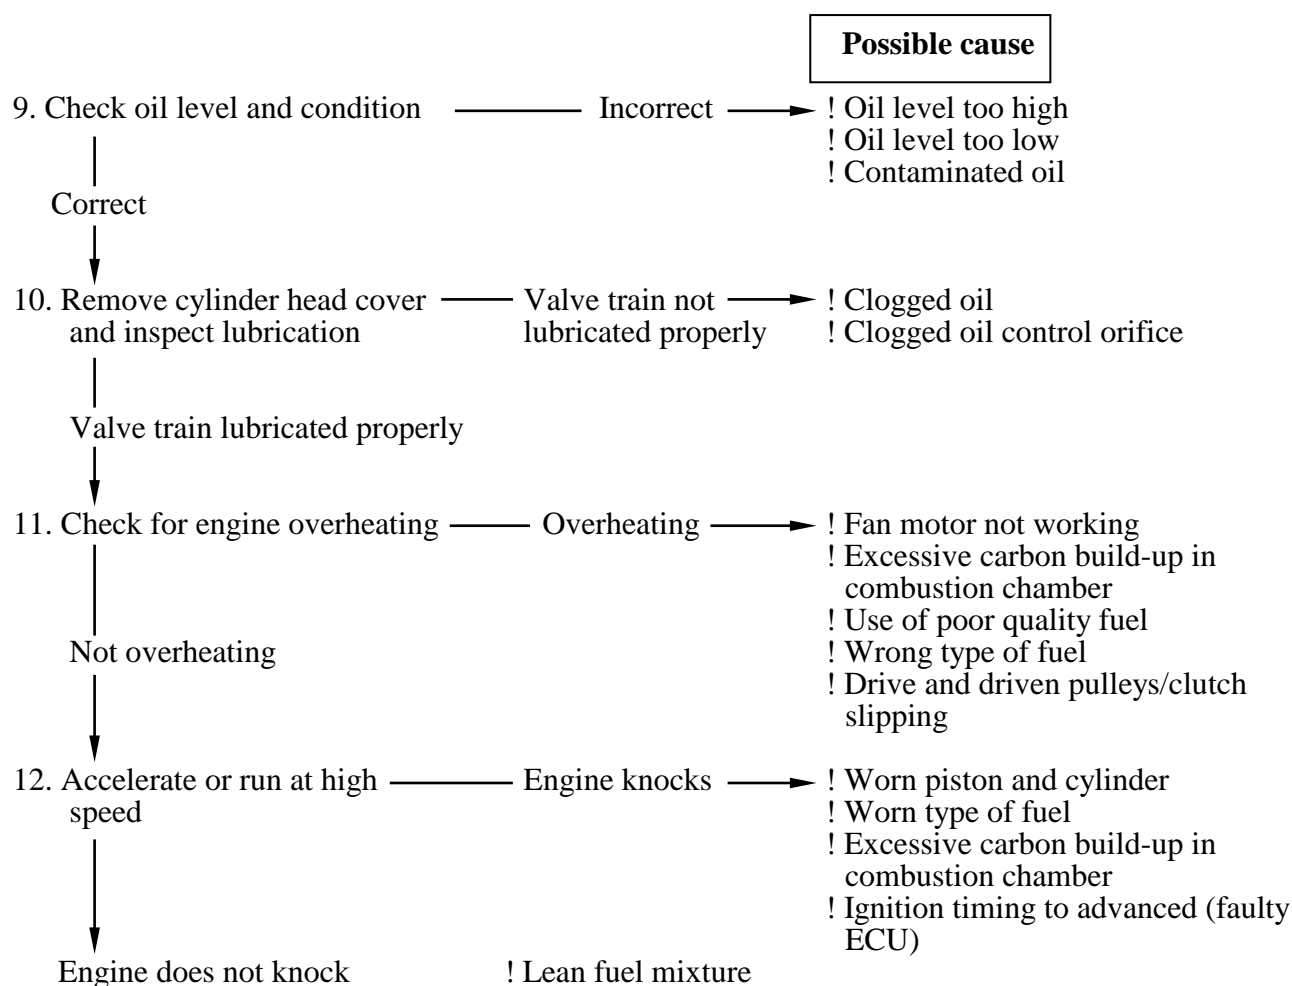 Possible cause
9. Check oil level and condition Incorrect ! Oil level too high
! Oil level too low
! Contaminated oil
Correct
10. Remove cylinder head cover Valve train not ! Clogged oil
and inspect lubrication lubricated properly ! Clogged oil control orifice
Valve train lubricated properly
11. Check for engine overheating Overheating ! Fan motor not working
! Excessive carbon build-up in
combustion chamber
! Use of poor quality fuel
Not overheating ! Wrong type of fuel
! Drive and driven pulleys/clutch
slipping
12. Accelerate or run at high Engine knocks ! Worn piston and cylinder
speed ! Worn type of fuel
! Excessive carbon build-up in
combustion chamber
! Ignition timing to advanced (faulty
ECU)
Engine does not knock ! Lean fuel mixture